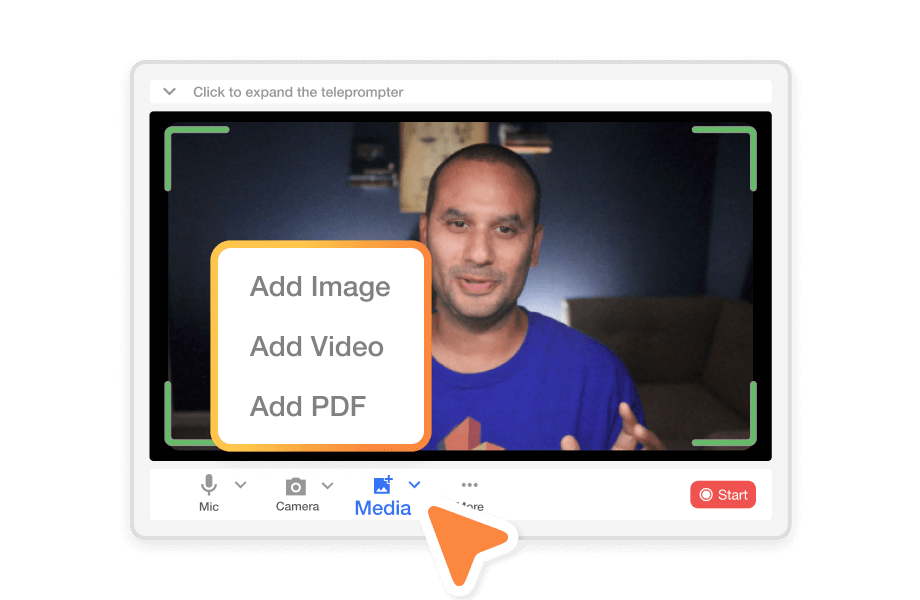 Click to expand the teleprompter
Add Image
Add Video
Add PDF
Mic
Camera
Media
More
Start